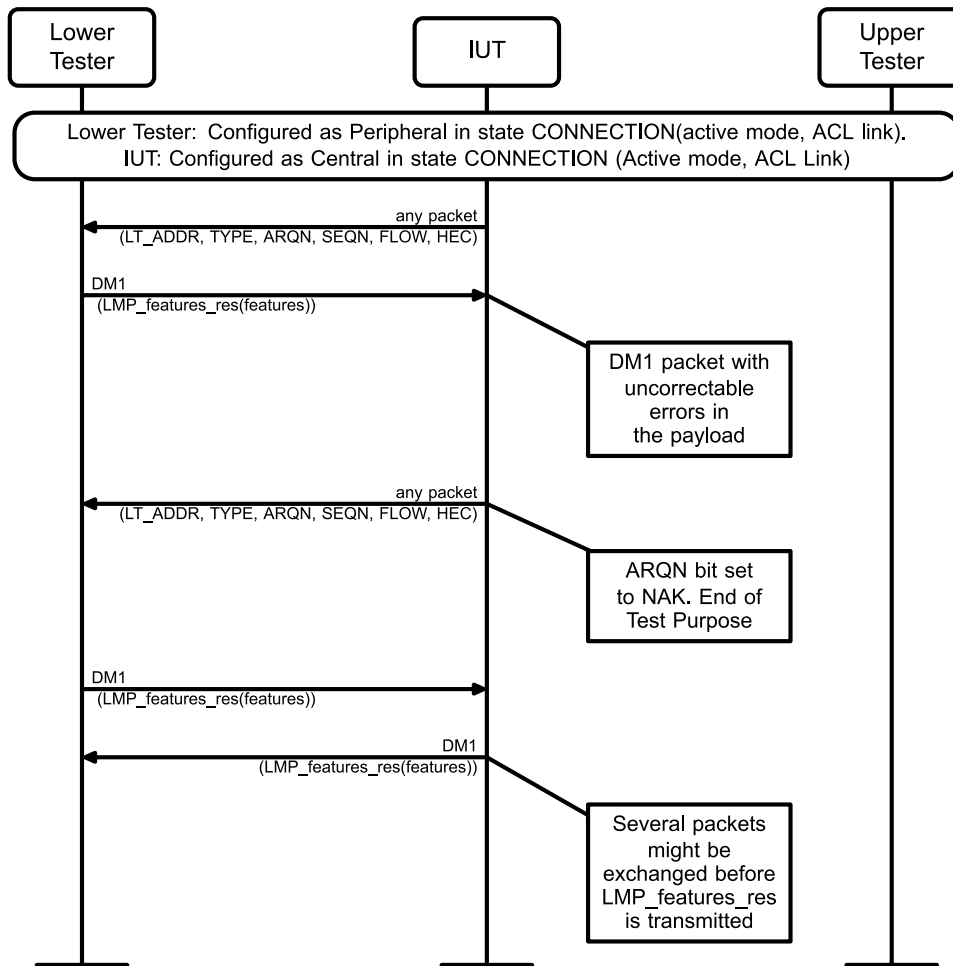 Lower
Tester
IUT
Upper
Tester
Lower Tester: Configured as Peripheral in state CONNECTION(active mode, ACL link).
IUT: Configured as Central in state CONNECTION (Active mode, ACL Link)
any packet
(LT_ADDR, TYPE, ARQN, SEQN, FLOW, HEC)
DM1
(LMP_features_res(features))
DM1 packet with
uncorrectable
errors in
the payload
any packet
(LT_ADDR, TYPE, ARQN, SEQN, FLOW, HEC)
ARQN bit set
to NAK. End of
Test Purpose
DM1
(LMP_features_res(features))
DM1
(LMP_features_res(features))
Several packets
might be
exchanged before
LMP_features_res
is transmitted